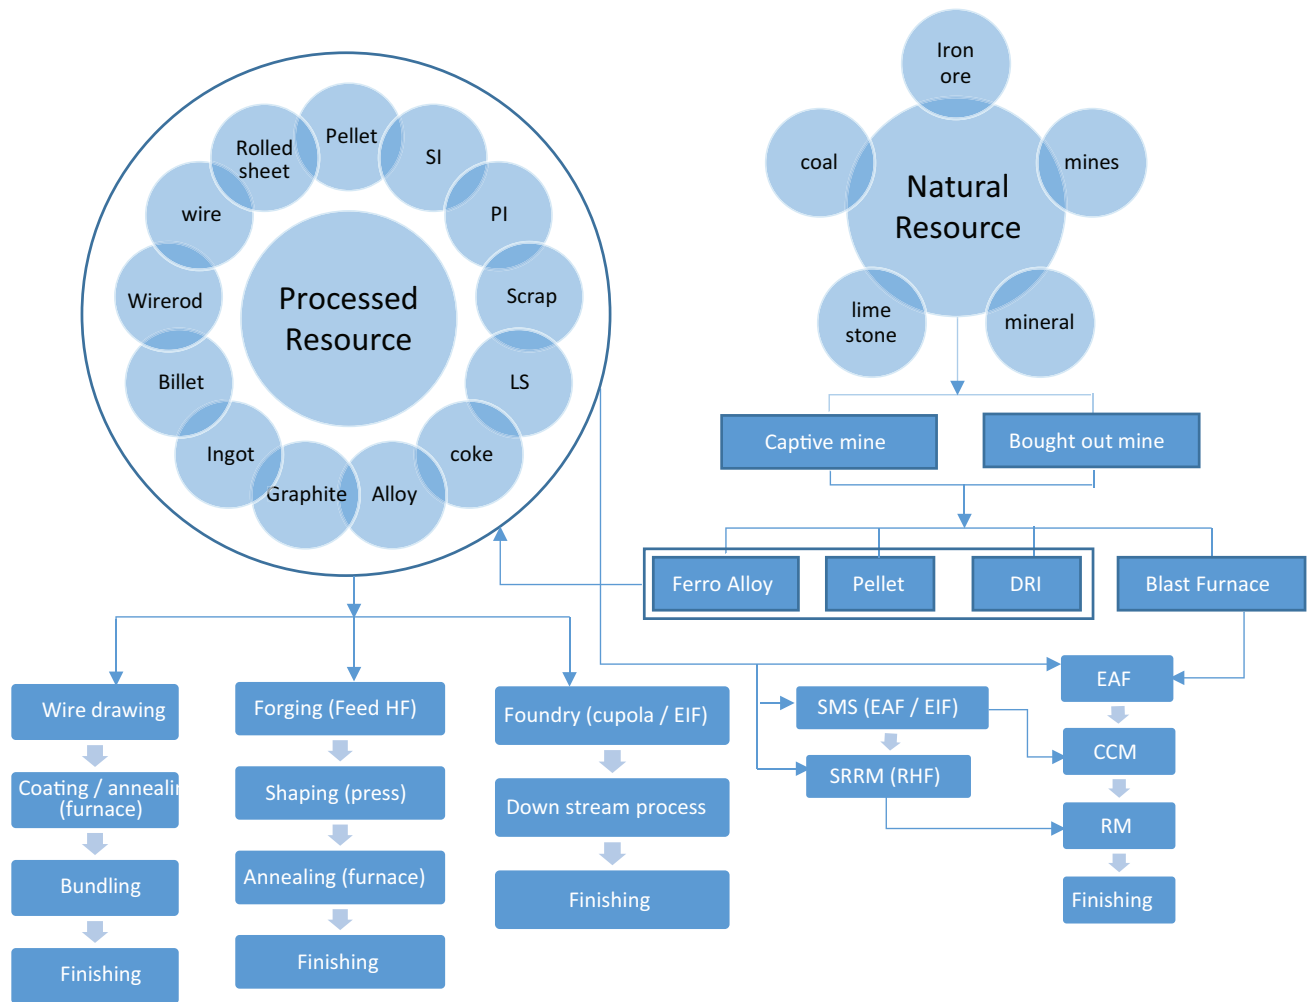 Processed
Resource
Pellet
SI
PI
Scrap
LS
coke
Alloy
Graphite
Ingot
Billet
Wirerod
wire
Rolled
sheet
Natural
Resource
Iron
ore
mines
mineral
lime
stone
coal
Captive mine
Bought out mine
Ferro Alloy
Pellet
DRI
Blast Furnace
Wire drawing
Coating / annealin
(furnace)
Bundling
Finishing
Forging (Feed HF)
Shaping (press)
Annealing (furnace)
Finishing
Foundry (cupola / EIF)
Down stream process
Finishing
SMS (EAF / EIF)
SRRM (RHF)
EAF
CCM
RM
Finishing